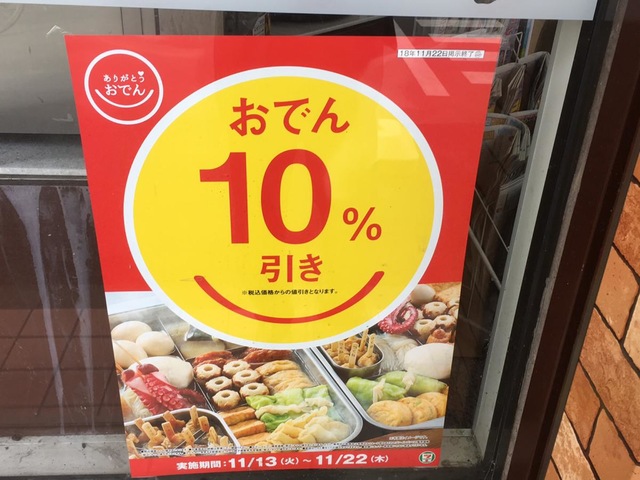 18年11月22日掲示終了
ありがとう
おでん
おでん
10%
引き
※税込価格からの値引きとなります。
実施期間:11/13(火)~11/22(木)